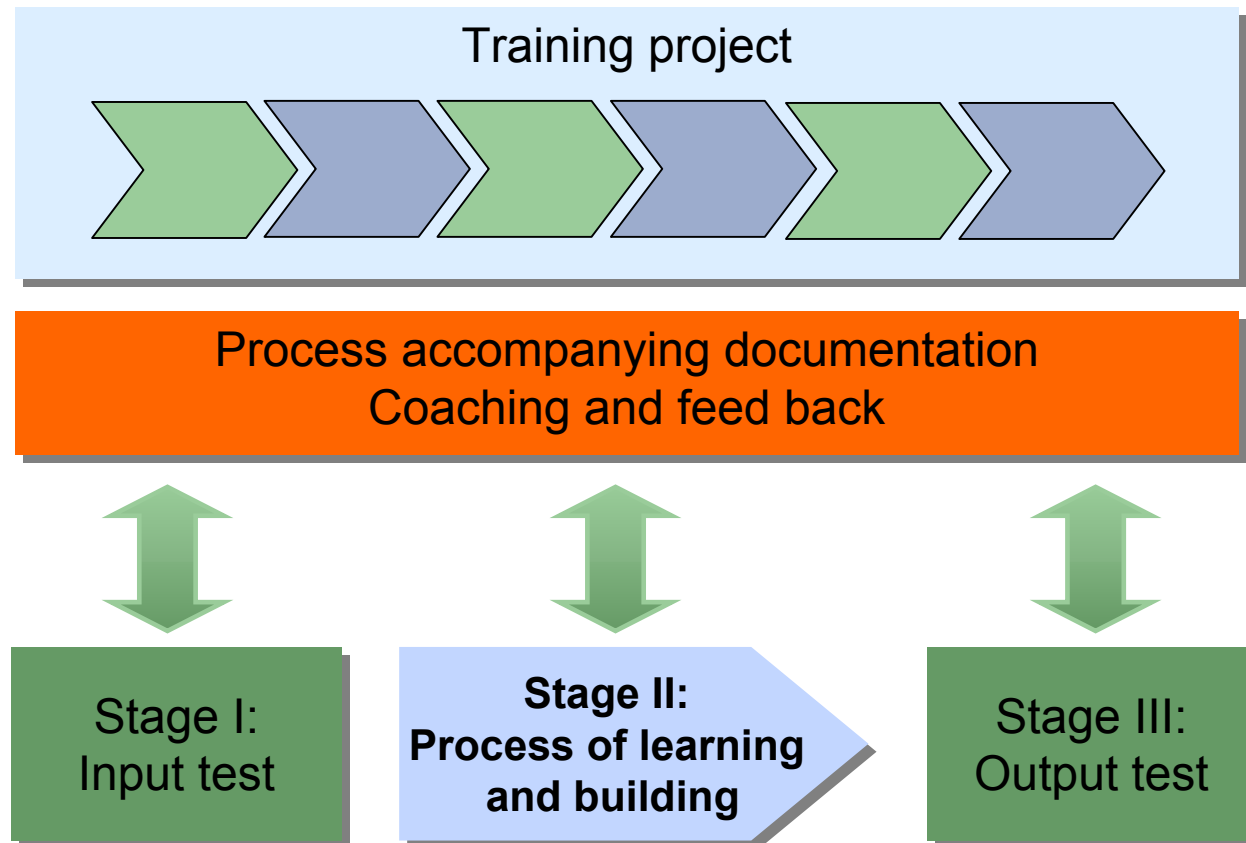 Training project
Process accompanying documentation
Coaching and feed back
Stage I:
Input test
Stage II:
Process of learning
and building
Stage III:
Output test